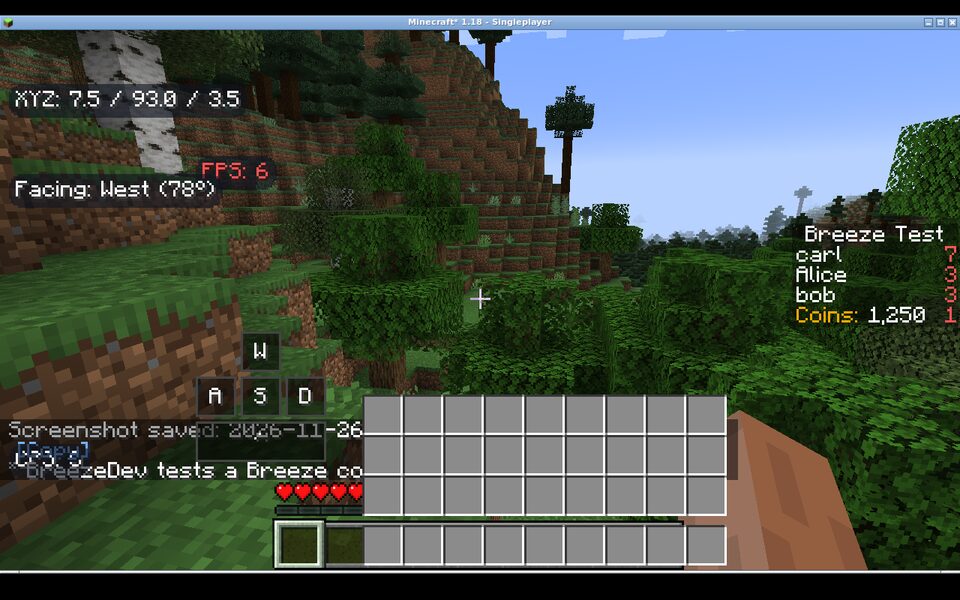 Minecraft* 1.18 - Singleplayer
XYZ: 7.5 / 93.0 / 3.5
FPS: 6
Facing: West (78°)
Breeze Test
carl 7
Alice 3
bob 3
Coins: 1,250 1
W
A S D
Screenshot saved: 2026-11-26
[Copy]
* BreezeDev tests a Breeze co